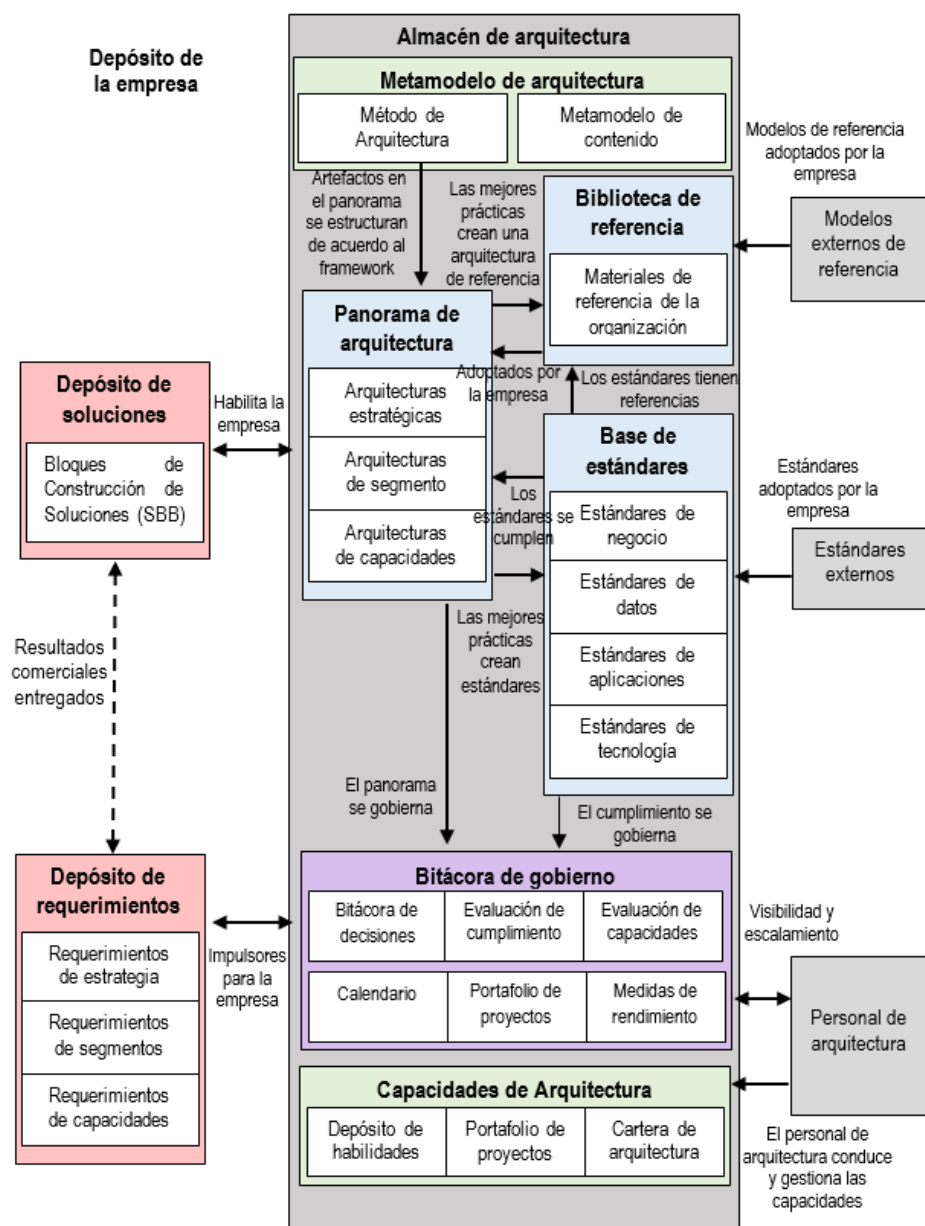 Depósito de
la empresa
Almacén de arquitectura
Metamodelo de arquitectura
Método de
Arquitectura
Metamodelo de
contenido
Artefactos en
el panorama
se estructuran
de acuerdo al
framework
Las mejores
prácticas
crean una
arquitectura
de referencia
Modelos de referencia
adoptados por la
empresa
Biblioteca de
referencia
Materiales de
referencia de la
organización
Modelos
externos de
referencia
Panorama de
arquitectura
Arquitecturas
estratégicas
Arquitecturas
de segmento
Arquitecturas
de capacidades
Adoptados por
la empresa
Los estándares tienen
referencias
Depósito de
soluciones
Bloques de
Construcción de
Soluciones (SBB)
Habilita la
empresa
Base de
estándares
Estándares de
negocio
Estándares de
datos
Estándares de
aplicaciones
Estándares de
tecnología
Los
estándares se
cumplen
Estándares
adoptados por la
empresa
Estándares
externos
Las mejores
prácticas
crean
estándares
Resultados
comerciales
entregados
El panorama
se gobierna
El cumplimiento se
gobierna
Depósito de
requerimientos
Requerimientos
de estrategia
Requerimientos
de segmentos
Requerimientos
de capacidades
Impulsores
para la
empresa
Bitácora de gobierno
Bitácora de
decisiones
Evaluación de
cumplimiento
Evaluación de
capacidades
Calendario
Portafolio de
proyectos
Medidas de
rendimiento
Visibilidad y
escalamiento
Personal de
arquitectura
Capacidades de Arquitectura
Depósito de
habilidades
Portafolio de
proyectos
Cartera de
arquitectura
El personal de
arquitectura conduce
y gestiona las
capacidades